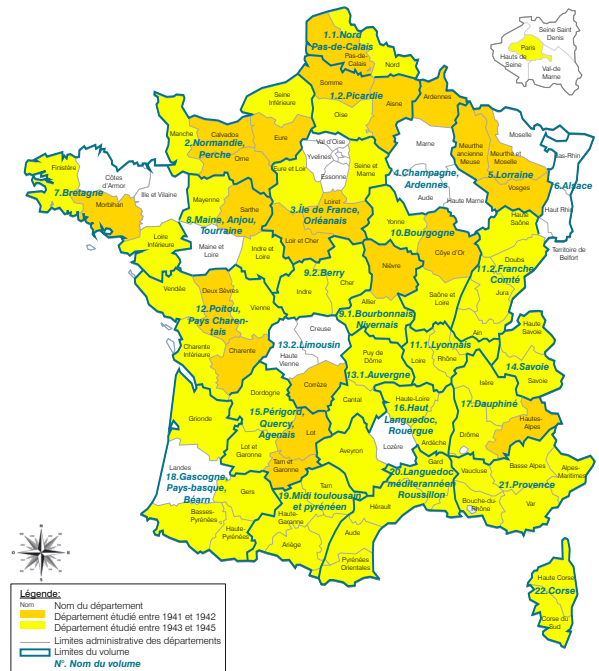 Seine Saint
Denis
Paris
Hauts de
Seine
Val-de
Marne
1.1.Nord
Pas-de-Calais
Pas-de-
Calais
Nord
Somme
1.2.Picardie
Aisne
Ardennes
Seine
Inférieure
Oise
Manche
Calvados
2.Normandie,
Perche
Orne
Eure
Val d'Oise
Yvelines
Essonne
Seine et
Marne
Eure et Loir
Marne
4.Champagne,
Ardennes
Aude
Haute Marne
Meurthe
ancienne
Meuse
Meurthe et
Moselle
Moselle
5.Lorraine
Vosges
Bas-Rhin
6.Alsace
Haut Rhin
Territoire de
Belfort
Finistère
Côtes
d'Armor
7.Bretagne
Morbihan
Ille et Vilaine
Mayenne
Sarthe
8.Maine, Anjou,
Tourraine
Loire
Inférieure
Maine et
Loire
Indre et
Loire
Loiret
3.Île de France,
Orléanais
Loir et Cher
Yonne
10.Bourgogne
Côye d'Or
Nièvre
Saône et
Loire
Haute
Saône
Doubs
11.2.Franche
Comté
Jura
Ain
9.2.Berry
Indre
Cher
Allier
9.1.Bourbonnais
Nivernais
Vendée
Deux Sèvres
12.Poitou,
Pays Charen-
tais
Vienne
Charente
Inférieure
Charente
Creuse
13.2.Limousin
Haute
Vienne
Corrèze
Puy de
Dôme
13.1.Auvergne
Cantal
11.1.Lyonnais
Loire
Rhône
Haute
Savoie
14.Savoie
Savoie
Isère
17.Dauphiné
Hautes-
Alpes
Drôme
Haute-Loire
16.Haut
Languedoc,
Rouergue
Ardèche
Lozère
Aveyron
Dordogne
15.Périgord,
Quercy,
Agenais
Lot
Lot et
Garonne
Tarn et
Garonne
Grionde
Landes
18.Gascogne,
Pays-basque,
Béarn
Gers
Basses-
Pyrénées
Haute-
Pyrénées
Tarn
19.Midi toulousain
et pyrénéen
Haute-
Garonne
Ariège
Aude
Pyrénées
Orientales
Hérault
Gard
20.Languedoc
méditerannéen
Roussillon
Vaucluse
Bouche-du-
Rhône
Basse Alpes
Alpes-
Maritimes
21.Provence
Var
Haute Corse
22.Corse
Corse du
Sud
N
O
E
S
Légende:
Nom
Nom du département
Département étudié entre 1941 et 1942
Département étudié entre 1943 et 1945
Limites administrative des départements
Limites du volume
N°. Nom du volume